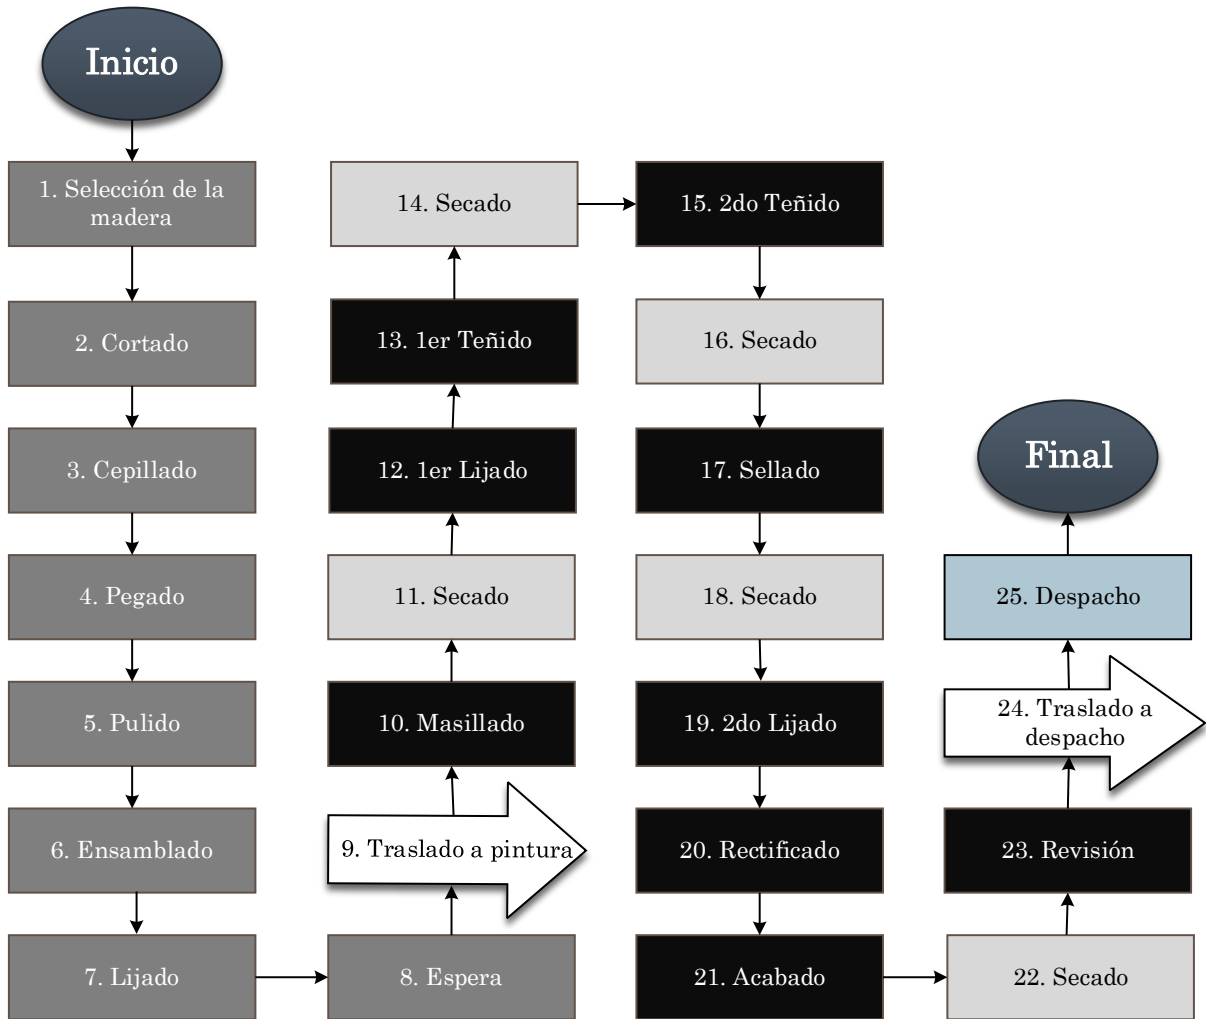 Inicio
1. Selección de la
madera
2. Cortado
3. Cepillado
4. Pegado
5. Pulido
6. Ensamblado
7. Lijado
8. Espera
9. Traslado a pintura
10. Masillado
11. Secado
12. 1er Lijado
13. 1er Teñido
14. Secado
15. 2do Teñido
16. Secado
17. Sellado
18. Secado
19. 2do Lijado
20. Rectificado
21. Acabado
22. Secado
23. Revisión
24. Traslado a
despacho
25. Despacho
Final